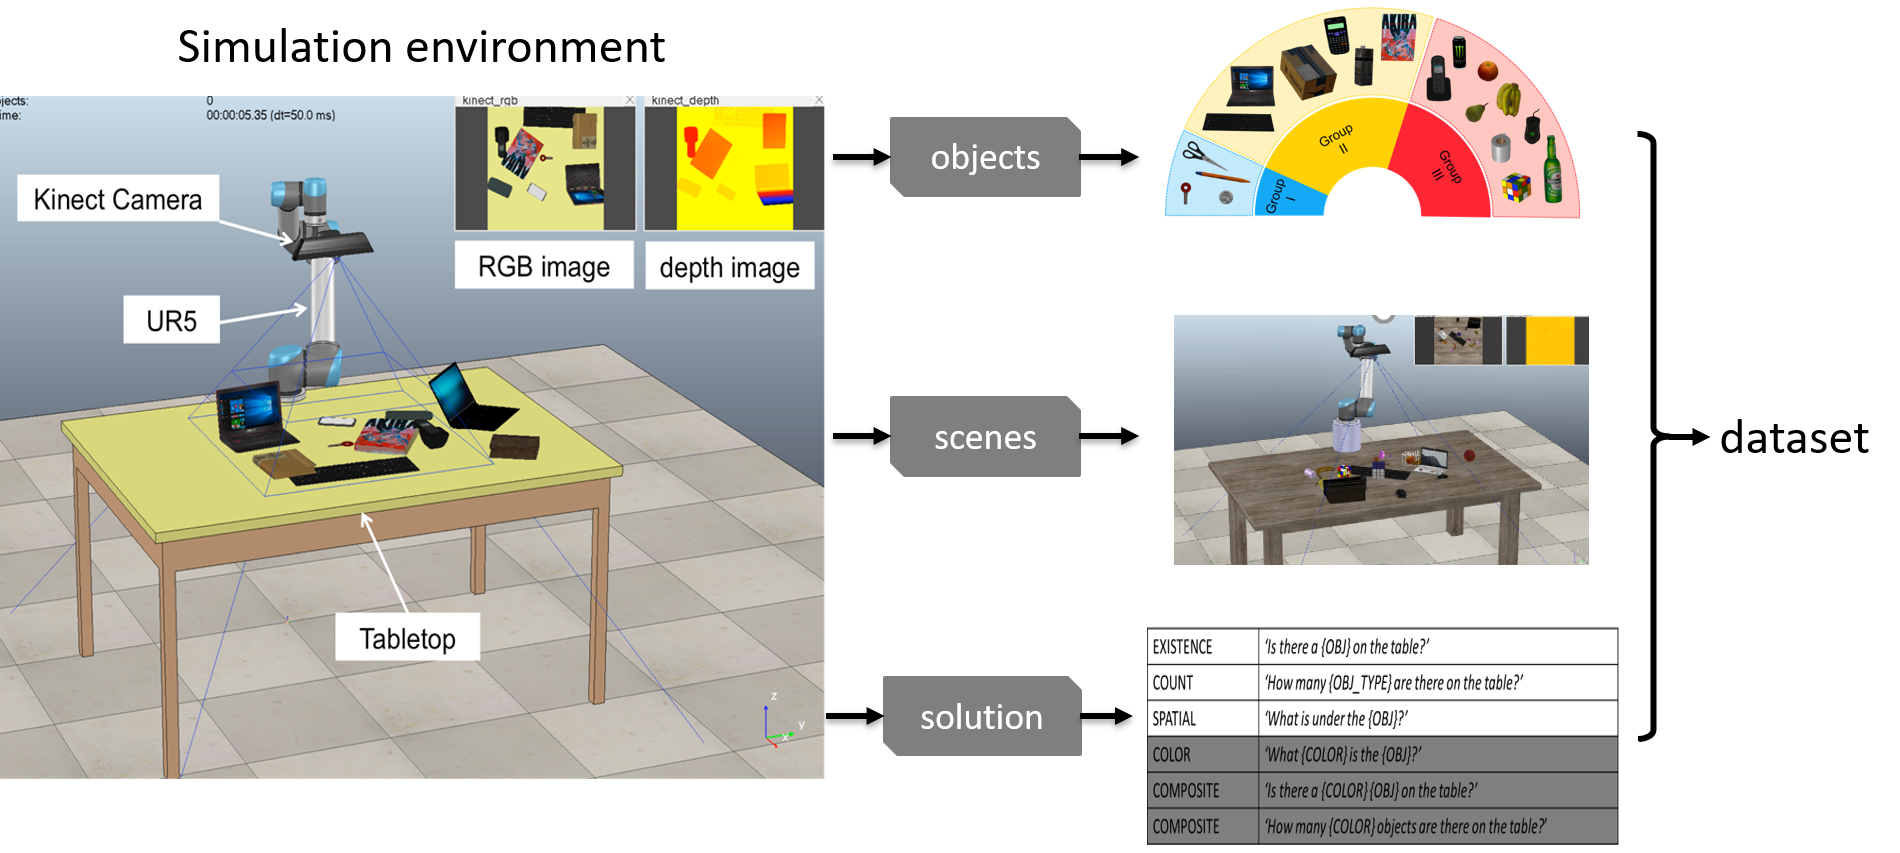 Simulation environment
jects:
0
ime:
00:00:05.35 (dt=50.0 ms)
kinect_rgb
X
kinect_depth
X
Kinect Camera
RGB image
depth image
UR5
AKIRA
Tabletop
z
y
x
objects
AKIRA
Group
I
Group
II
Group
III
scenes
dataset
solution
EXISTENCE 'Is there a {OBJ} on the table?'
COUNT 'How many {OBJ_TYPE} are there on the table?'
SPATIAL 'What is under the {OBJ}?'
COLOR 'What {COLOR} is the {OBJ}?'
COMPOSITE 'Is there a {COLOR} {OBJ} on the table?'
COMPOSITE 'How many {COLOR} objects are there on the table?'